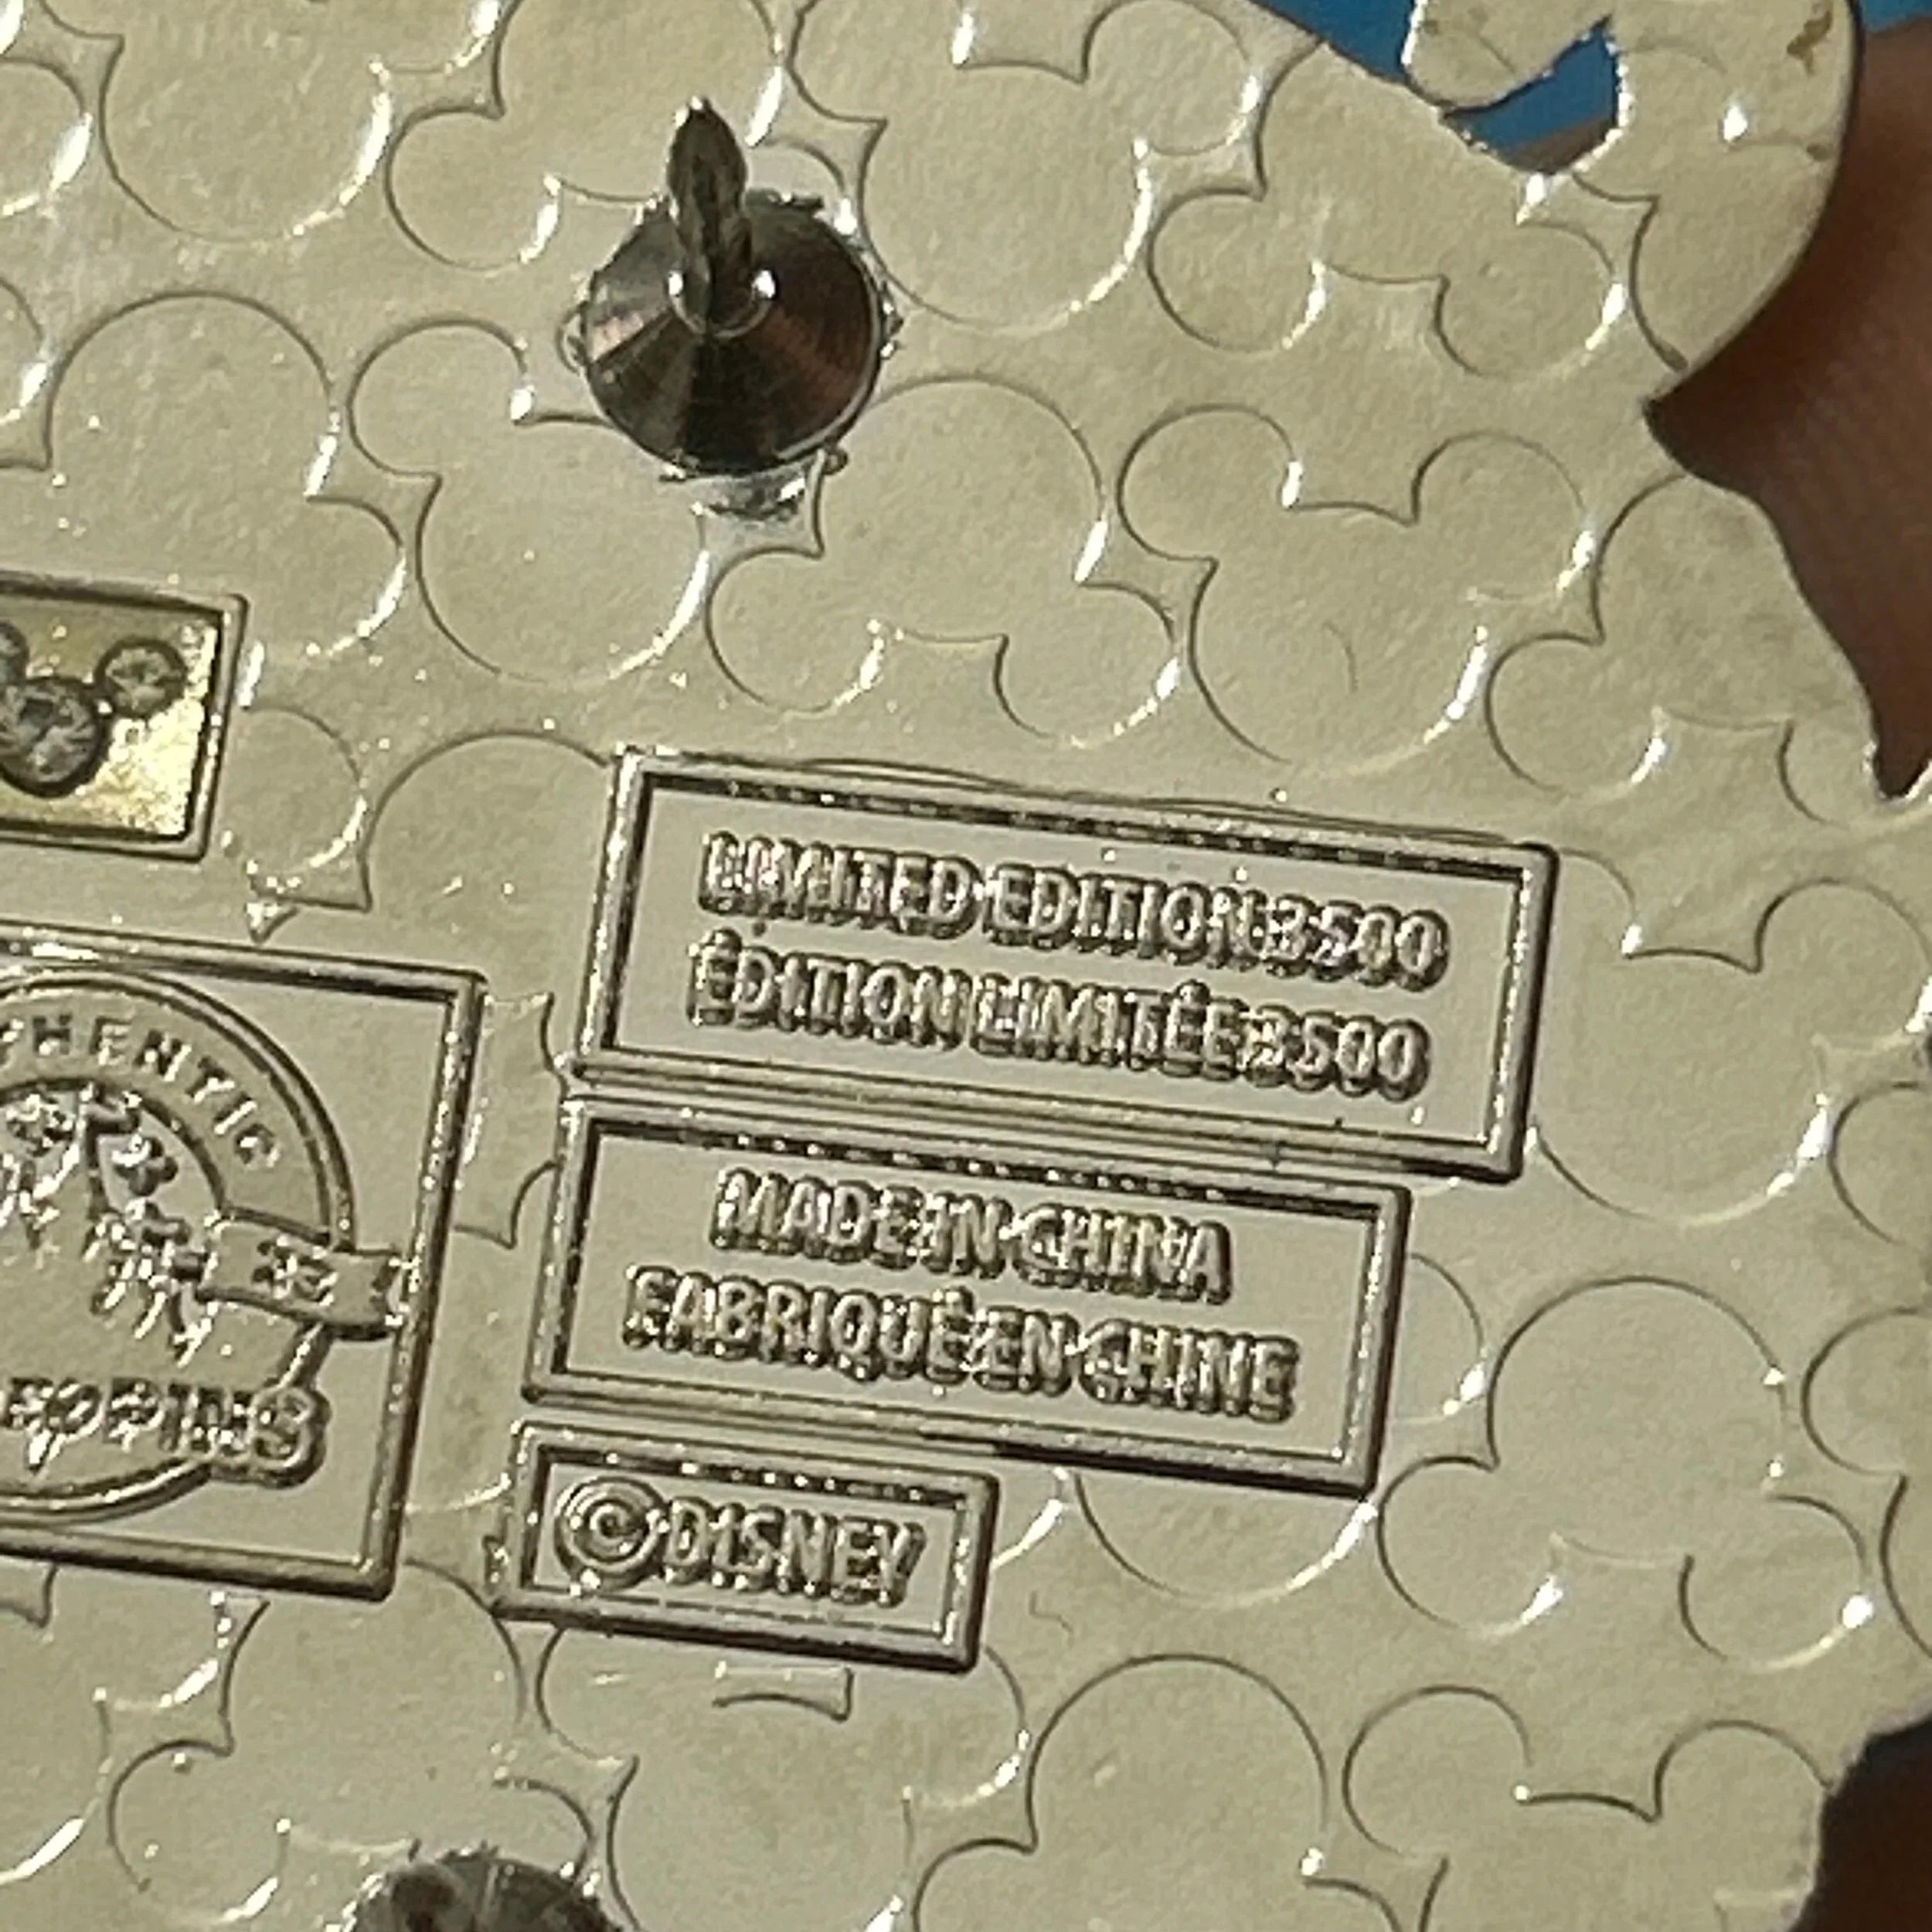 LIMITED EDITION 3500
ÉDITION LIMITÉE 3500
MADE IN CHINA
FABRIQUÉ EN CHINE
© DISNEY